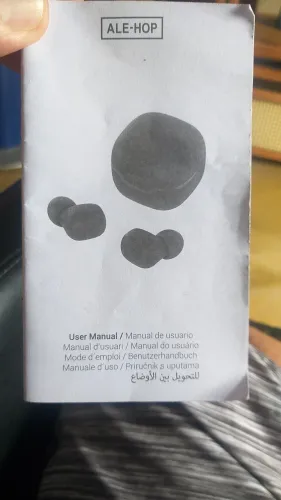 ALE-HOP
User Manual / Manual de usuario
Manual d'usuari / Manual do usuário
Mode d'emploi / Benutzerhandbuch
Manuale d'uso / Priručnik a uputama
للتحويل بين الأوضاع